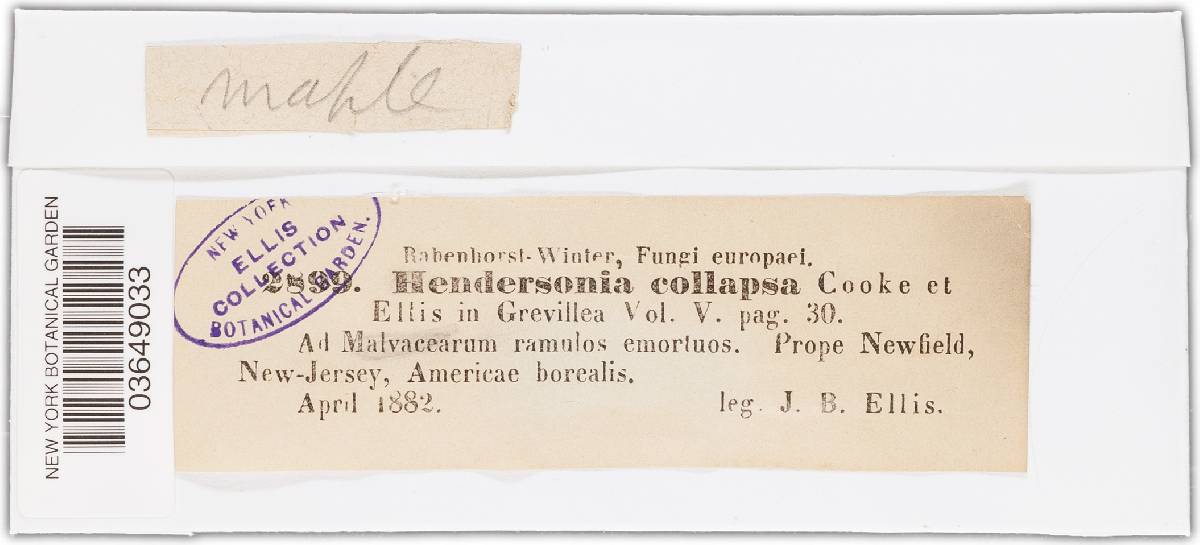 maple
NEW YORK BOTANICAL GARDEN
03649033
NEW YORK
ELLIS
COLLECTION
BOTANICAL GARDEN.
Rabenhorst-Winter, Fungi europaei.
2899. Hendersonia collapsa Cooke et
Ellis in Grevillea Vol. V. pag. 30.
Ad Malvacearum ramulos emortuos. Prope Newfield,
New-Jersey, Americae borealis.
April 1882. leg. J. B. Ellis.